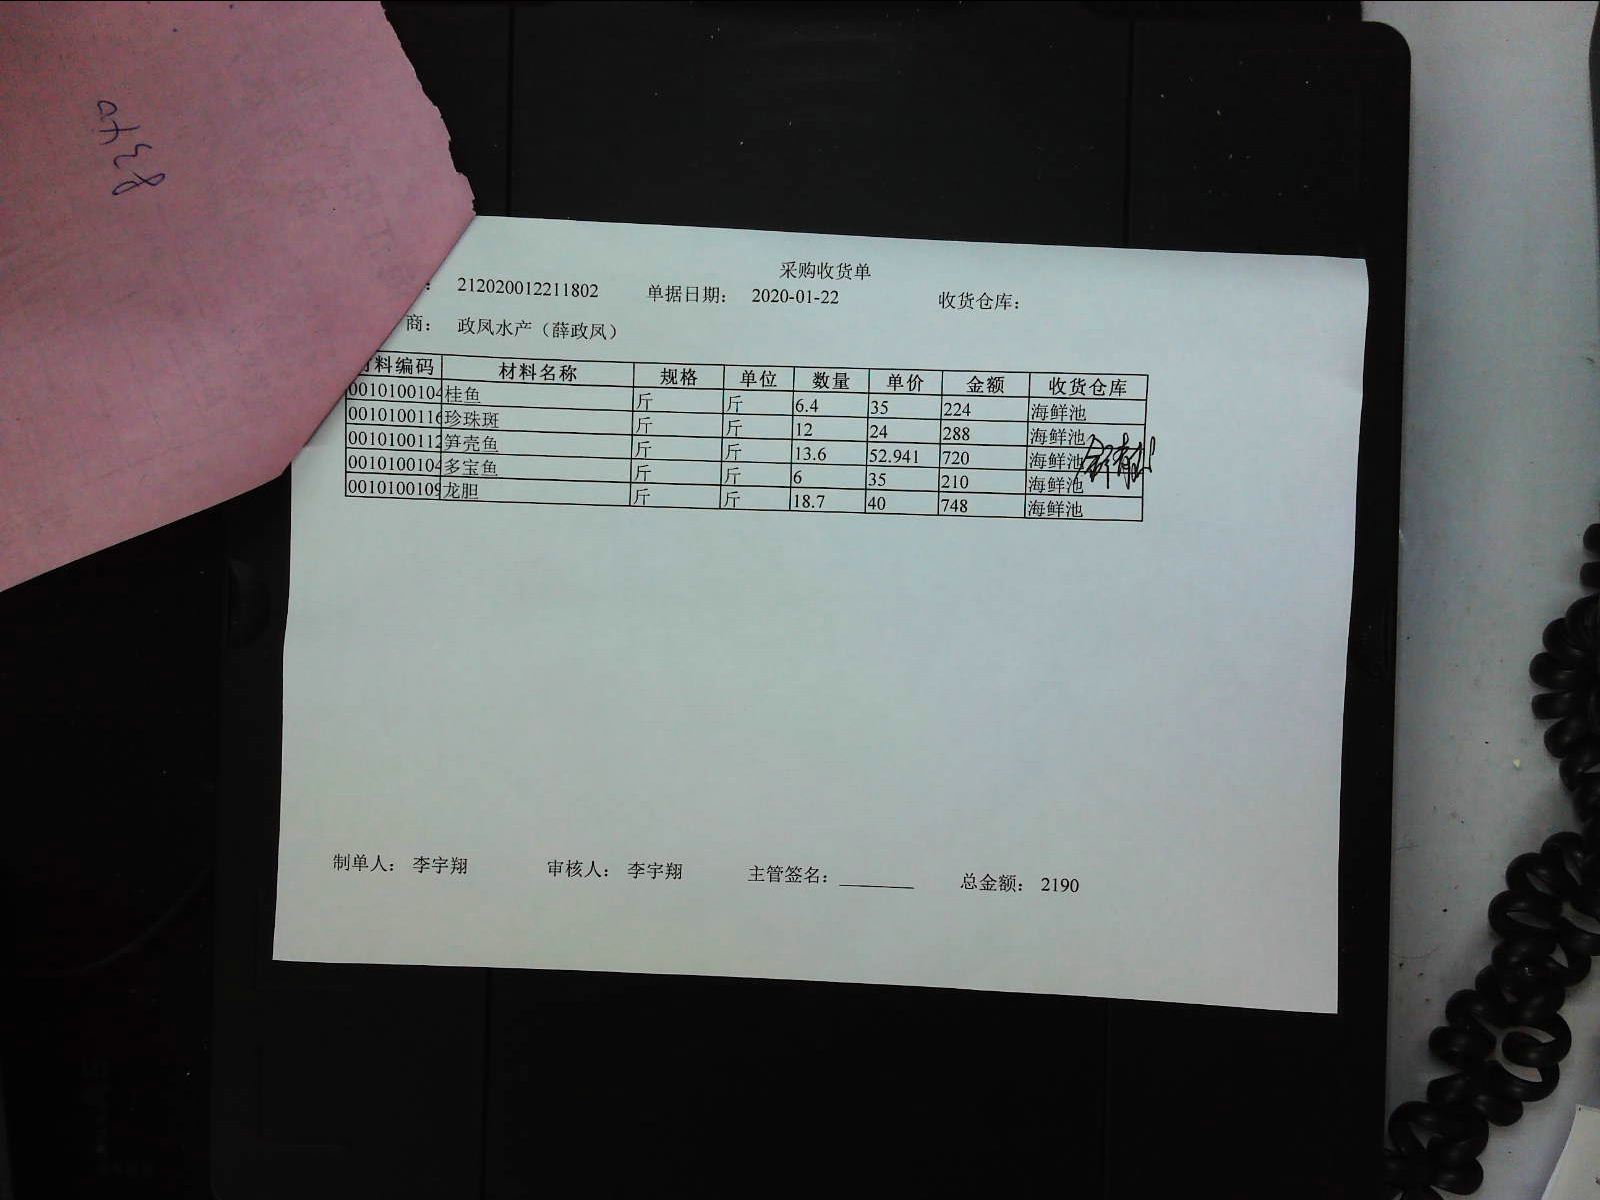 采购收货单
： 212020012211802 单据日期： 2020-01-22 收货仓库：
商： 政凤水产（薛政凤）
料编码 材料名称 规格 单位 数量 单价 金额 收货仓库
0010100104 桂鱼 斤 斤 6.4 35 224 海鲜池
001010011 珍珠斑 斤 斤 12 24 288 海鲜池
0010100112 笋壳鱼 斤 斤 13.6 52.941 720 海鲜池
0010100104 多宝鱼 斤 斤 6 35 210 海鲜池
001010010 龙胆 斤 斤 18.7 40 748 海鲜池
制单人： 李宇翔 审核人： 李宇翔 主管签名： 总金额： 2190